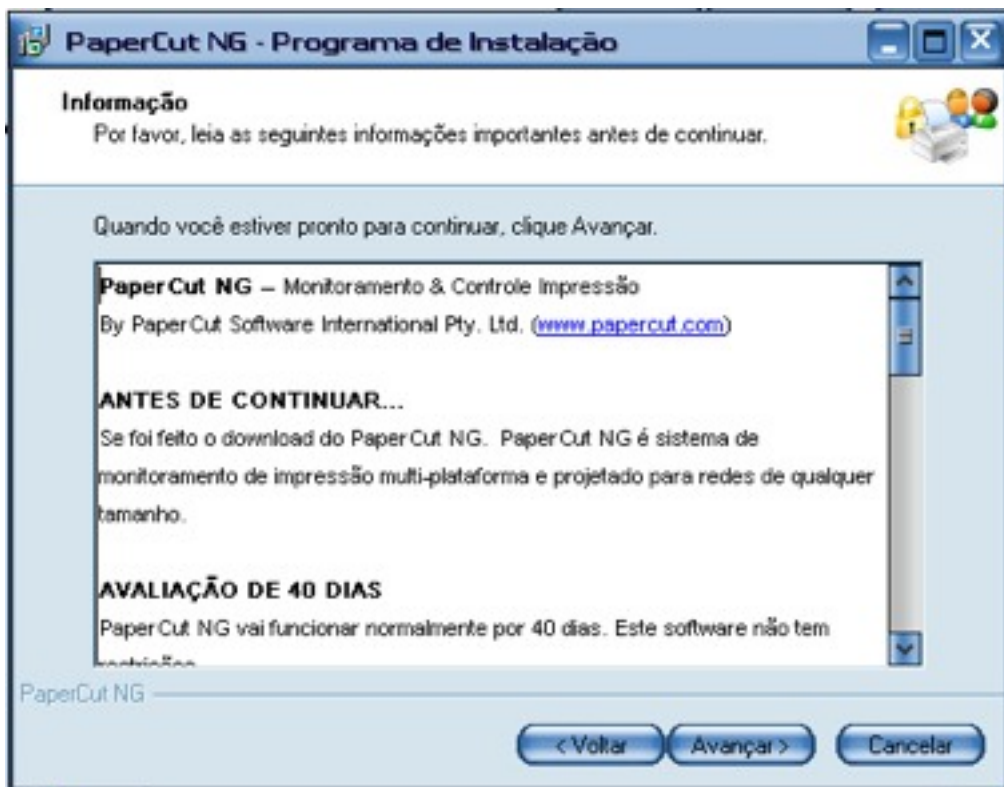 PaperCut NG - Programa de Instalação
Informação
Por favor, leia as seguintes informações importantes antes de continuar.
Quando você estiver pronto para continuar, clique Avançar.
PaperCut NG – Monitoramento & Controle Impressão
By PaperCut Software International Pty. Ltd. (www.papercut.com)
ANTES DE CONTINUAR...
Se foi feito o download do PaperCut NG. PaperCut NG é sistema de
monitoramento de impressão multi-plataforma e projetado para redes de qualquer
tamanho.
AVALIAÇÃO DE 40 DIAS
PaperCut NG vai funcionar normalmente por 40 dias. Este software não tem
PaperCut NG
< Voltar
Avançar >
Cancelar